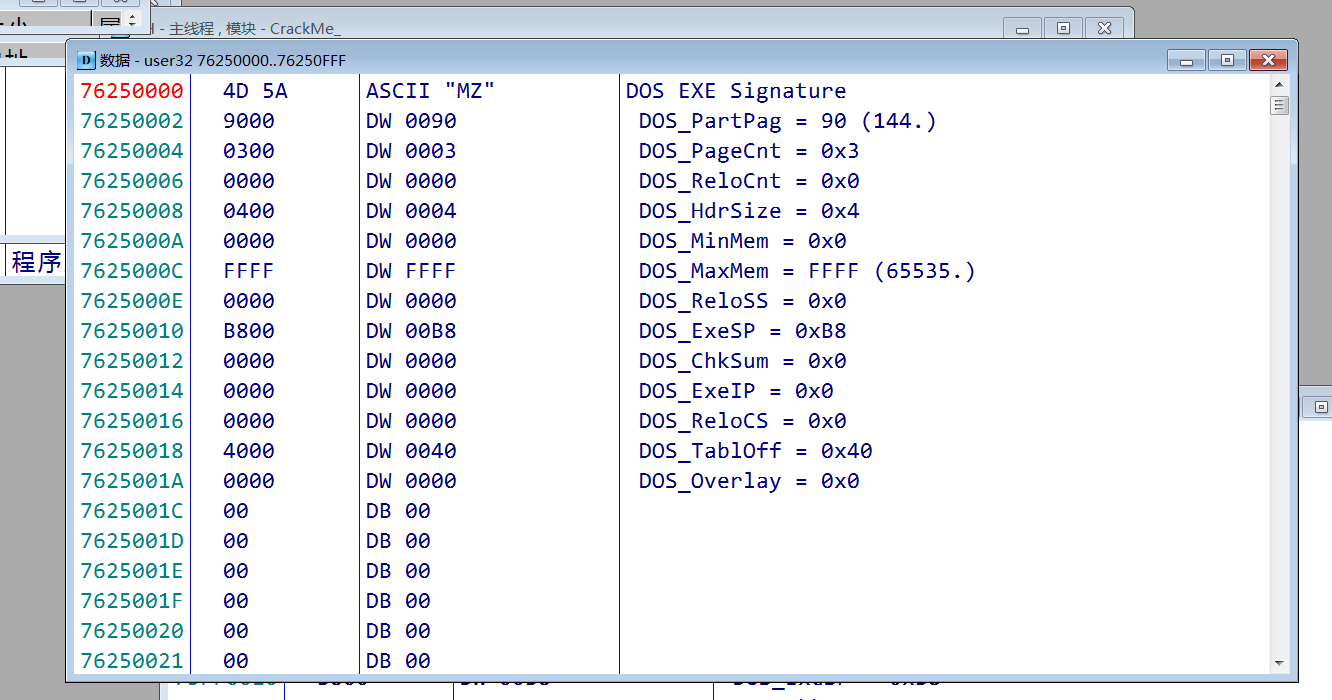 - 主线程 , 模块 - CrackMe_
D 数据 - user32 76250000..76250FFF
76250000 4D 5A ASCII "MZ" DOS EXE Signature
76250002 9000 DW 0090 DOS_PartPag = 90 (144.)
76250004 0300 DW 0003 DOS_PageCnt = 0x3
76250006 0000 DW 0000 DOS_ReloCnt = 0x0
76250008 0400 DW 0004 DOS_HdrSize = 0x4
7625000A 0000 DW 0000 DOS_MinMem = 0x0
程序
7625000C FFFF DW FFFF DOS_MaxMem = FFFF (65535.)
7625000E 0000 DW 0000 DOS_ReloSS = 0x0
76250010 B800 DW 00B8 DOS_ExeSP = 0xB8
76250012 0000 DW 0000 DOS_ChkSum = 0x0
76250014 0000 DW 0000 DOS_ExeIP = 0x0
76250016 0000 DW 0000 DOS_ReloCS = 0x0
76250018 4000 DW 0040 DOS_TablOff = 0x40
7625001A 0000 DW 0000 DOS_Overlay = 0x0
7625001C 00 DB 00
7625001D 00 DB 00
7625001E 00 DB 00
7625001F 00 DB 00
76250020 00 DB 00
76250021 00 DB 00